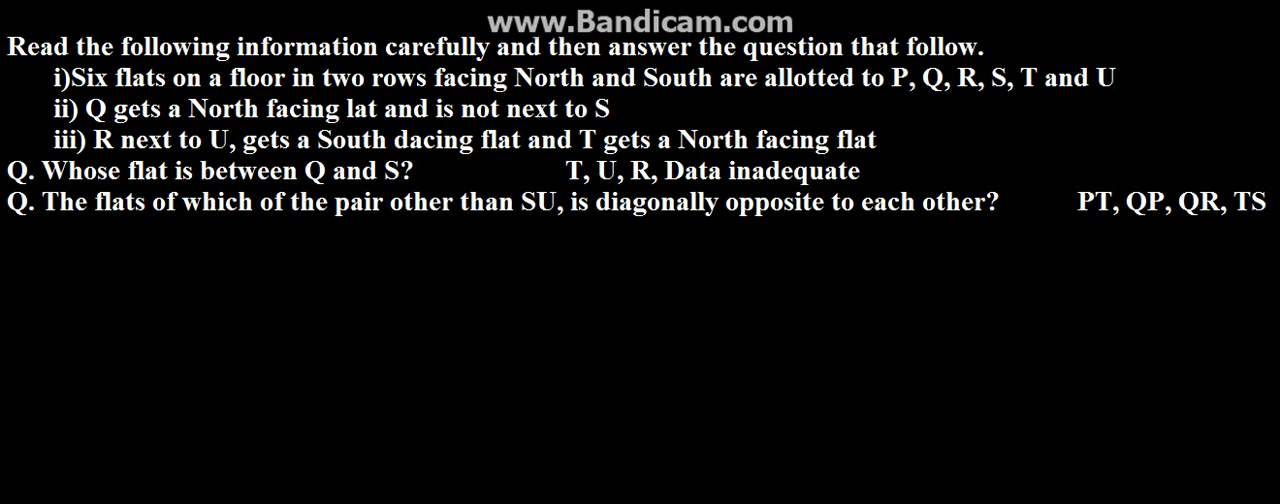 www.Bandicam.com
Read the following information carefully and then answer the question that follow.
i)Six flats on a floor in two rows facing North and South are allotted to P, Q, R, S, T and U
ii) Q gets a North facing lat and is not next to S
iii) R next to U, gets a South dacing flat and T gets a North facing flat
Q. Whose flat is between Q and S? T, U, R, Data inadequate
Q. The flats of which of the pair other than SU, is diagonally opposite to each other? PT, QP, QR, TS